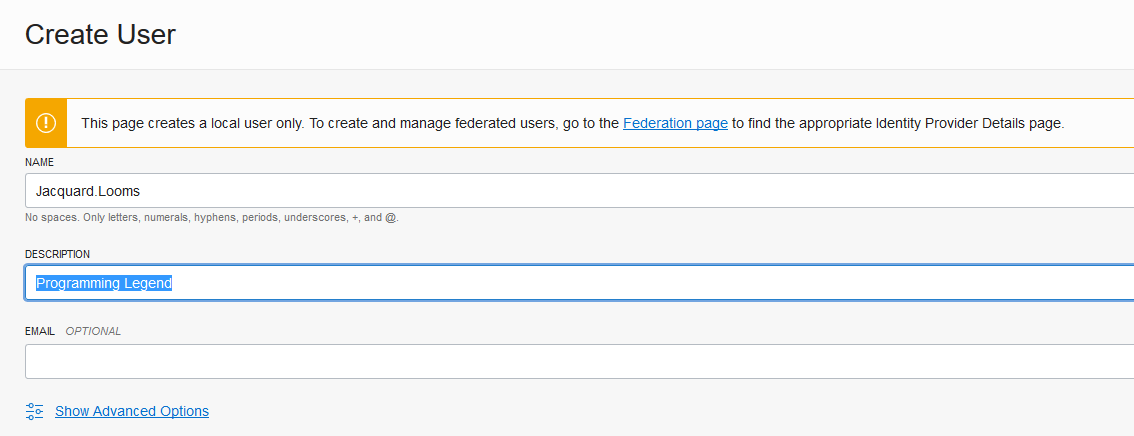 Create User
This page creates a local user only. To create and manage federated users, go to the Federation page to find the appropriate Identity Provider Details page.
NAME
Jacquard.Looms
No spaces. Only letters, numerals, hyphens, periods, underscores, +, and @.
DESCRIPTION
Programming Legend
EMAIL OPTIONAL
Show Advanced Options